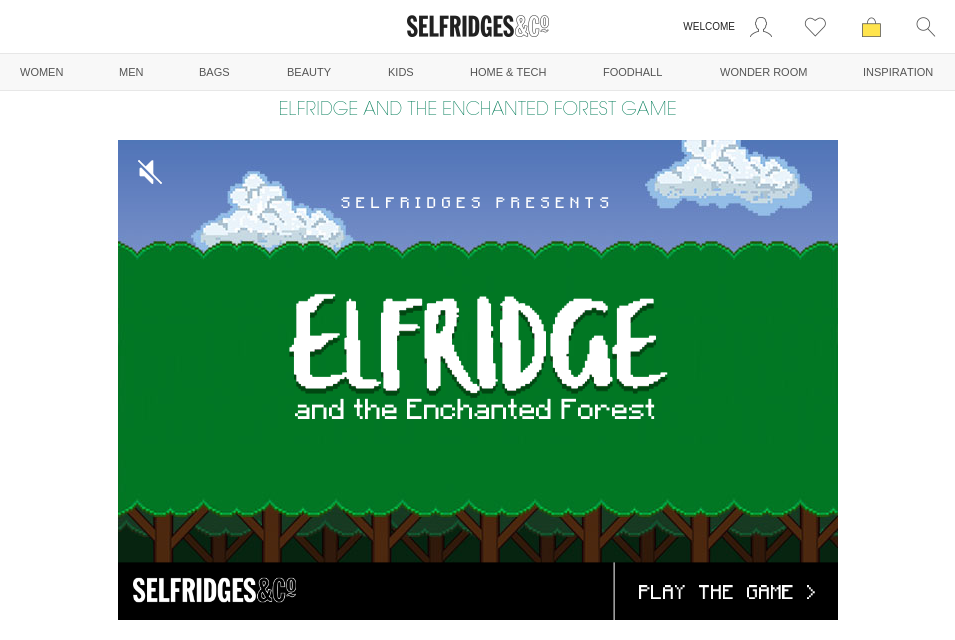 SELFRIDGES&Co
WELCOME
WOMEN MEN BAGS BEAUTY KIDS HOME & TECH FOODHALL WONDER ROOM INSPIRATION
ELFRIDGE AND THE ENCHANTED FOREST GAME
SELFRIDGES PRESENTS
ELFRIDGE
and the Enchanted Forest
SELFRIDGES&Co
PLAY THE GAME >